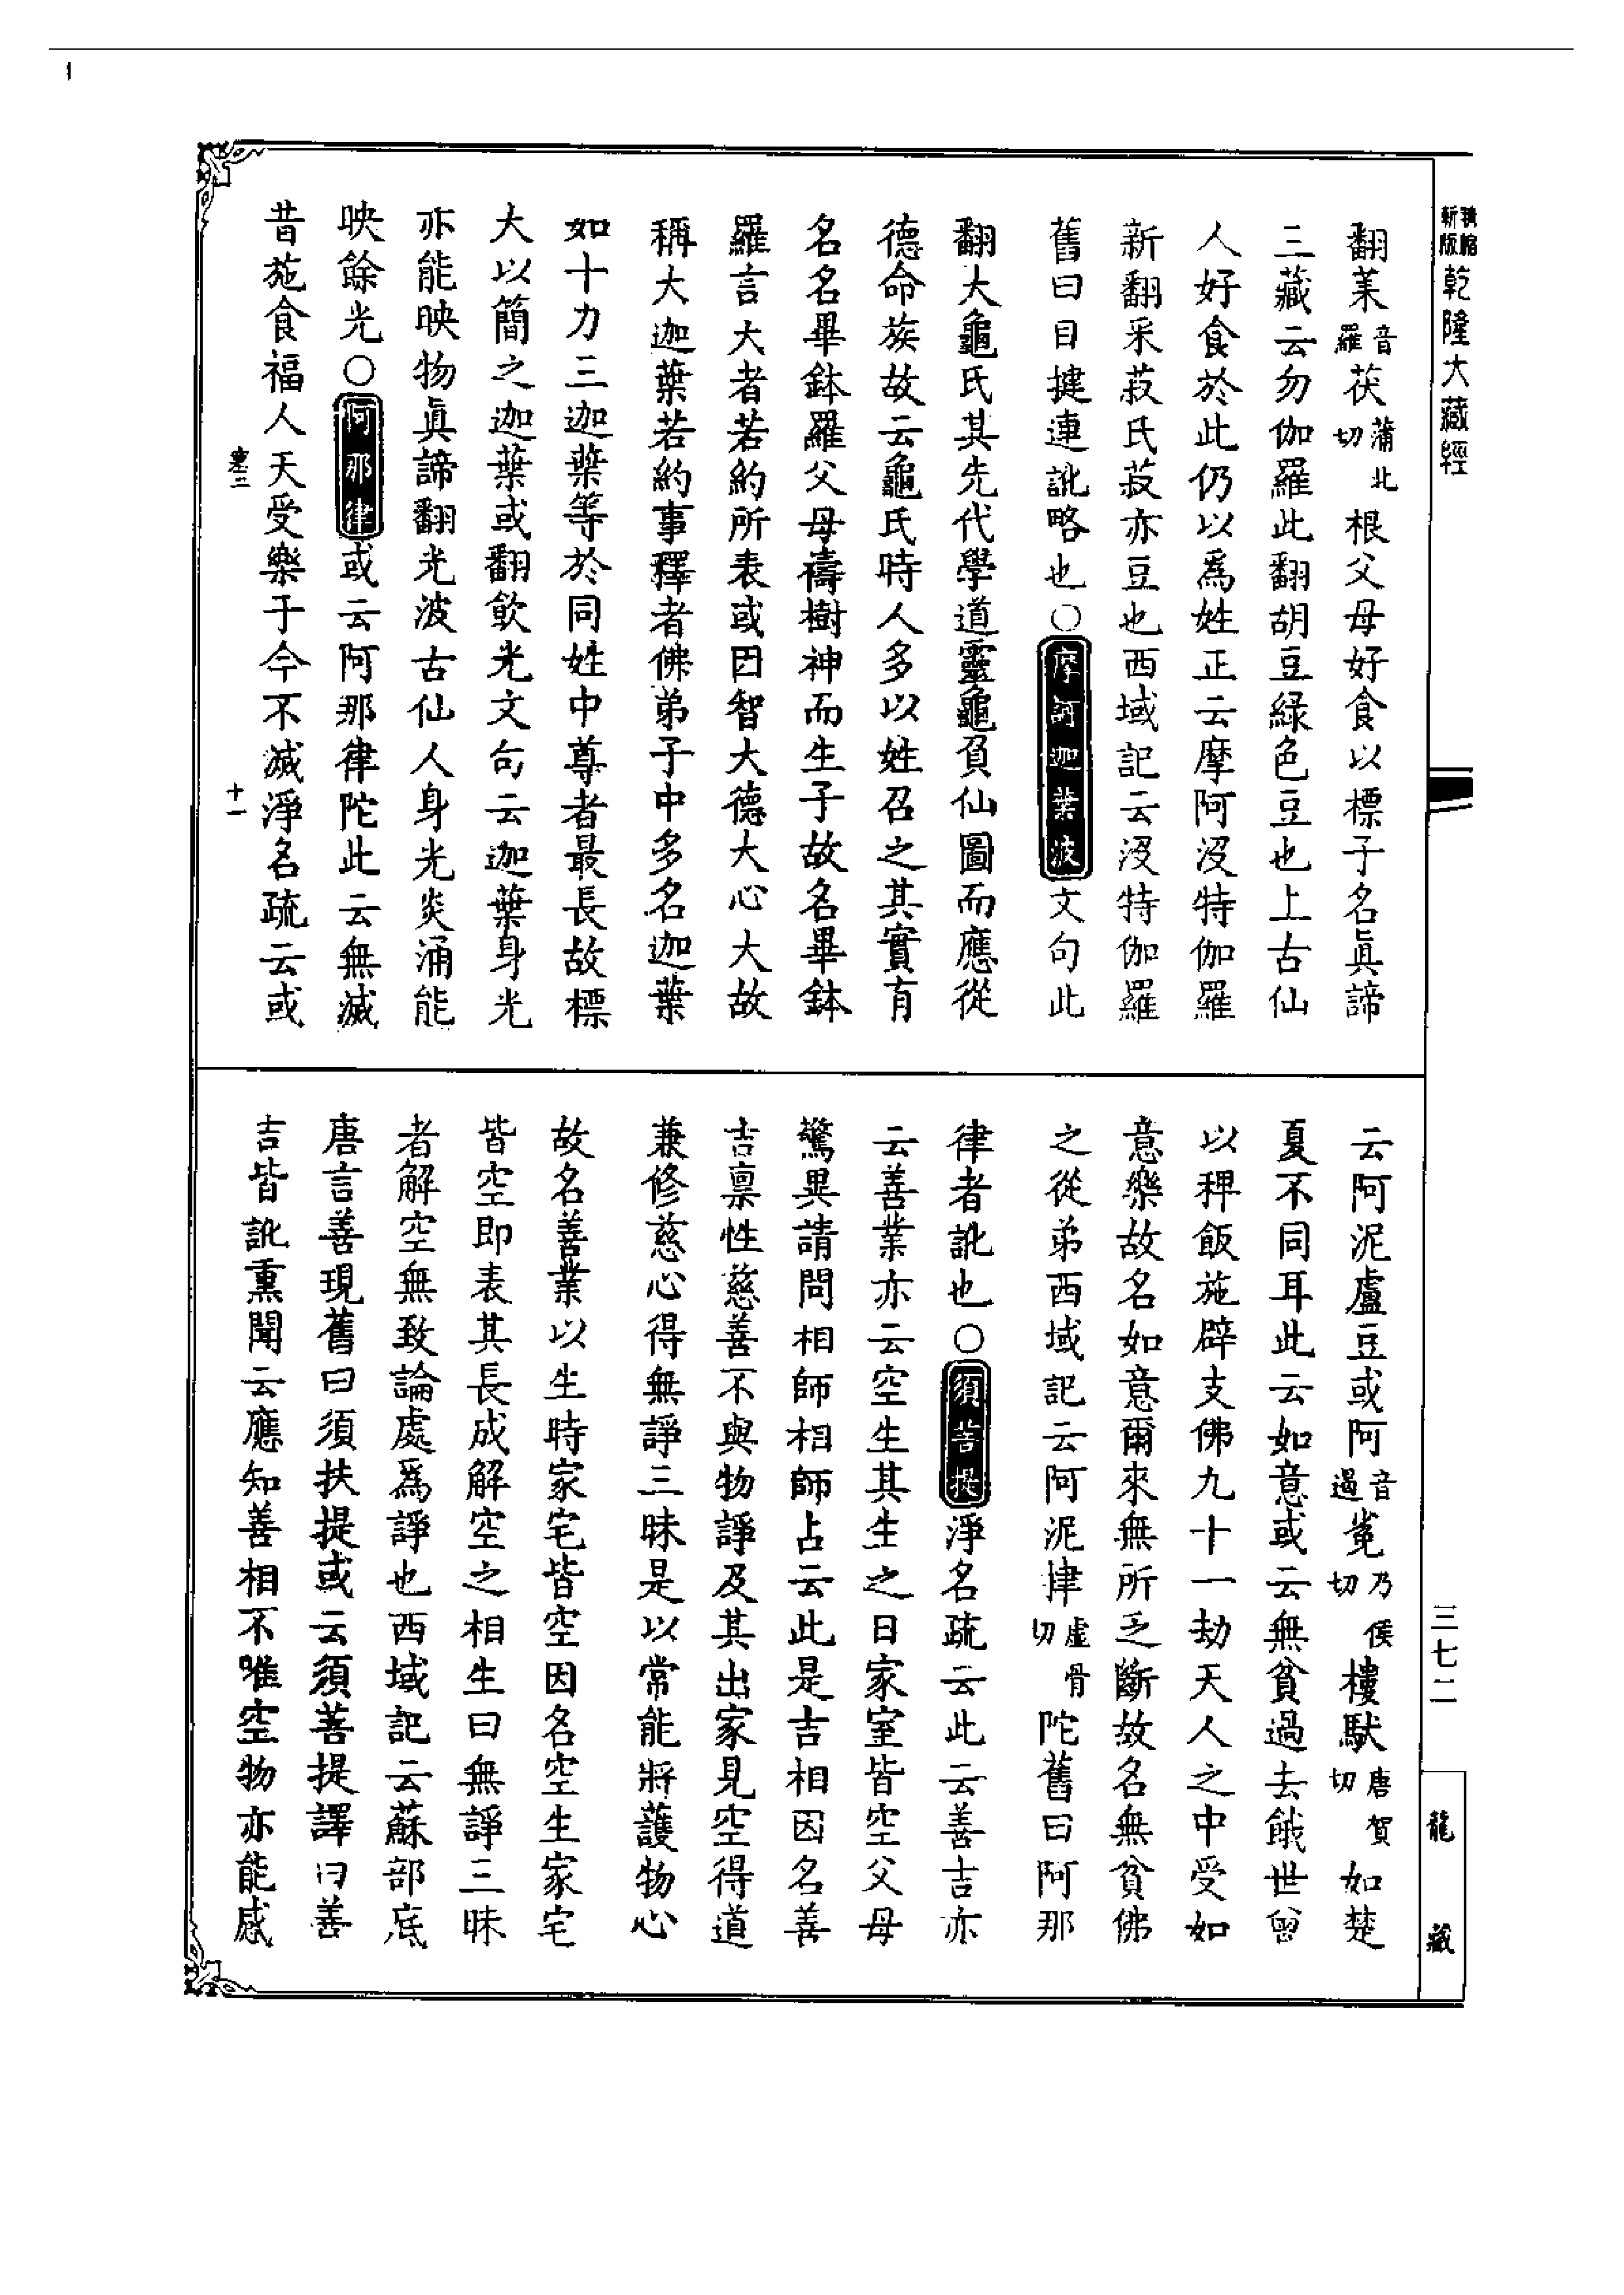 新版 乾隆大藏經
翻萊音羅茯蒲北切根父母好食以標子名眞諦
三藏云勿伽羅此翻胡豆綠色豆也上古仙
人好食於此仍以爲姓正云摩阿沒特伽羅
新翻采菽氏菽亦豆也西域記云沒特伽羅
舊曰目揵連訛略也〇摩訶迦葉波文句此
翻大龜氏其先代學道靈龜負仙圖而應從
德命族故云龜氏時人多以姓召之其實有
名名畢鉢羅父母禱樹神而生子故名畢鉢
羅言大者若約所表或因智大德大心大故
稱大迦葉若約事釋者佛弟子中多名迦葉
如十力三迦葉等於同姓中尊者最長故標
大以簡之迦葉或翻飲光文句云迦葉身光
亦能映物眞諦翻光波古仙人身光炎涌能
映餘光〇阿那律或云阿那律陀此云無滅
昔施食福人天受樂于今不滅淨名疏云或
十一
云阿泥盧豆或阿音遏㝹乃侯切樓馱唐賀切如楚
夏不同耳此云如意或云無貧過去餓世曾
以稗飯施辟支佛九十一劫天人之中受如
意樂故名如意爾來無所乏斷故名無貧佛
之從弟西域記云阿泥㩲虛骨切陀舊曰阿那
律者訛也〇須菩提淨名疏云此云善吉亦
云善業亦云空生其生之日家室皆空父母
驚異請問相師相師占云此是吉相因名善
吉禀性慈善不與物諍及其出家見空得道
兼修慈心得無諍三昧是以常能將護物心
故名善業以生時家宅皆空因名空生家宅
皆空即表其長成解空之相生曰無諍三昧
者解空無致論處爲諍也西域記云蘇部底
唐言善現舊曰須扶提或云須菩提譯曰善
吉皆訛熏聞云應知善相不唯空物亦能感
三七二
龍藏